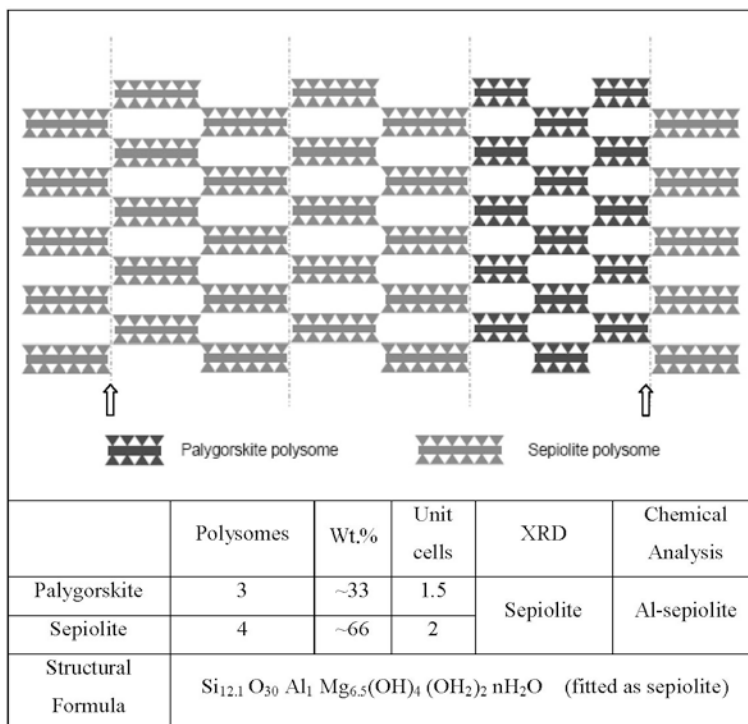 Palygorskite polysome Sepiolite polysome
Polysomes Wt.% Unit cells XRD Chemical Analysis
Palygorskite 3 ~33 1.5 Sepiolite Al-sepiolite
Sepiolite 4 ~66 2
Structural Formula Si12.1 O30 Al1 Mg6.5(OH)4 (OH2)2 nH2O (fitted as sepiolite)